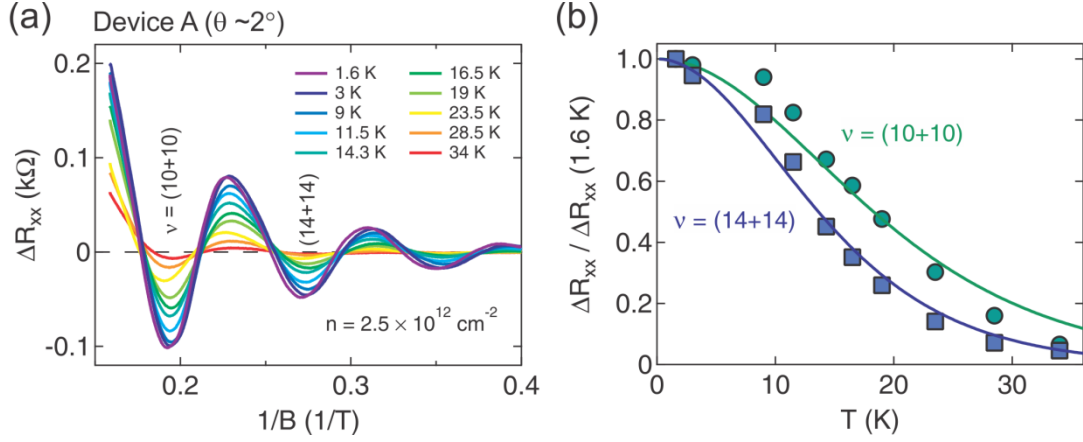 (a)
Device A (θ ~2°)
ΔRxx (kΩ)
0.2
0.1
0
-0.1
ν = (10+10)
(14+14)
1.6 K
3 K
9 K
11.5 K
14.3 K
16.5 K
19 K
23.5 K
28.5 K
34 K
n = 2.5 × 10¹² cm⁻²
0.2
0.3
0.4
1/B (1/T)
(b)
ΔRxx / ΔRxx (1.6 K)
1.0
0.8
0.6
0.4
0.2
0
ν = (10+10)
ν = (14+14)
0
10
20
30
T (K)